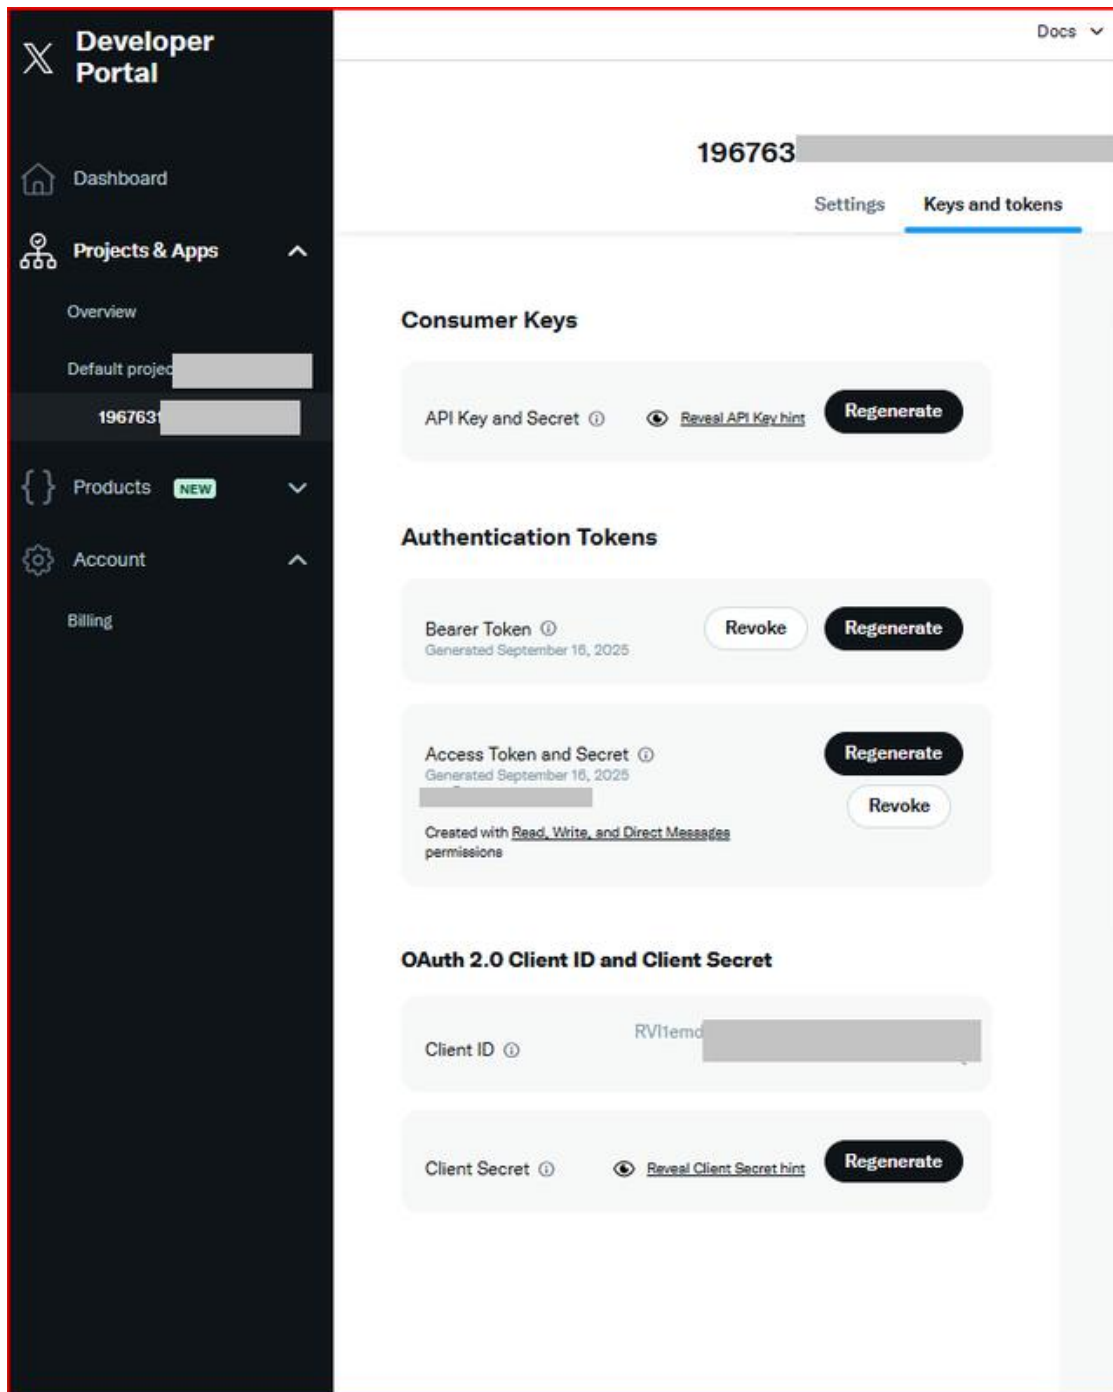 Developer
Portal
Docs
Dashboard
Projects & Apps
Overview
Default projec
1967631
Products NEW
Account
Billing
196763
Settings Keys and tokens
Consumer Keys
API Key and Secret Reveal API Key hint Regenerate
Authentication Tokens
Bearer Token Revoke Regenerate
Generated September 16, 2025
Access Token and Secret Regenerate
Generated September 16, 2025
Revoke
Created with Read, Write, and Direct Messages
permissions
OAuth 2.0 Client ID and Client Secret
Client ID
Client Secret Reveal Client Secret hint Regenerate